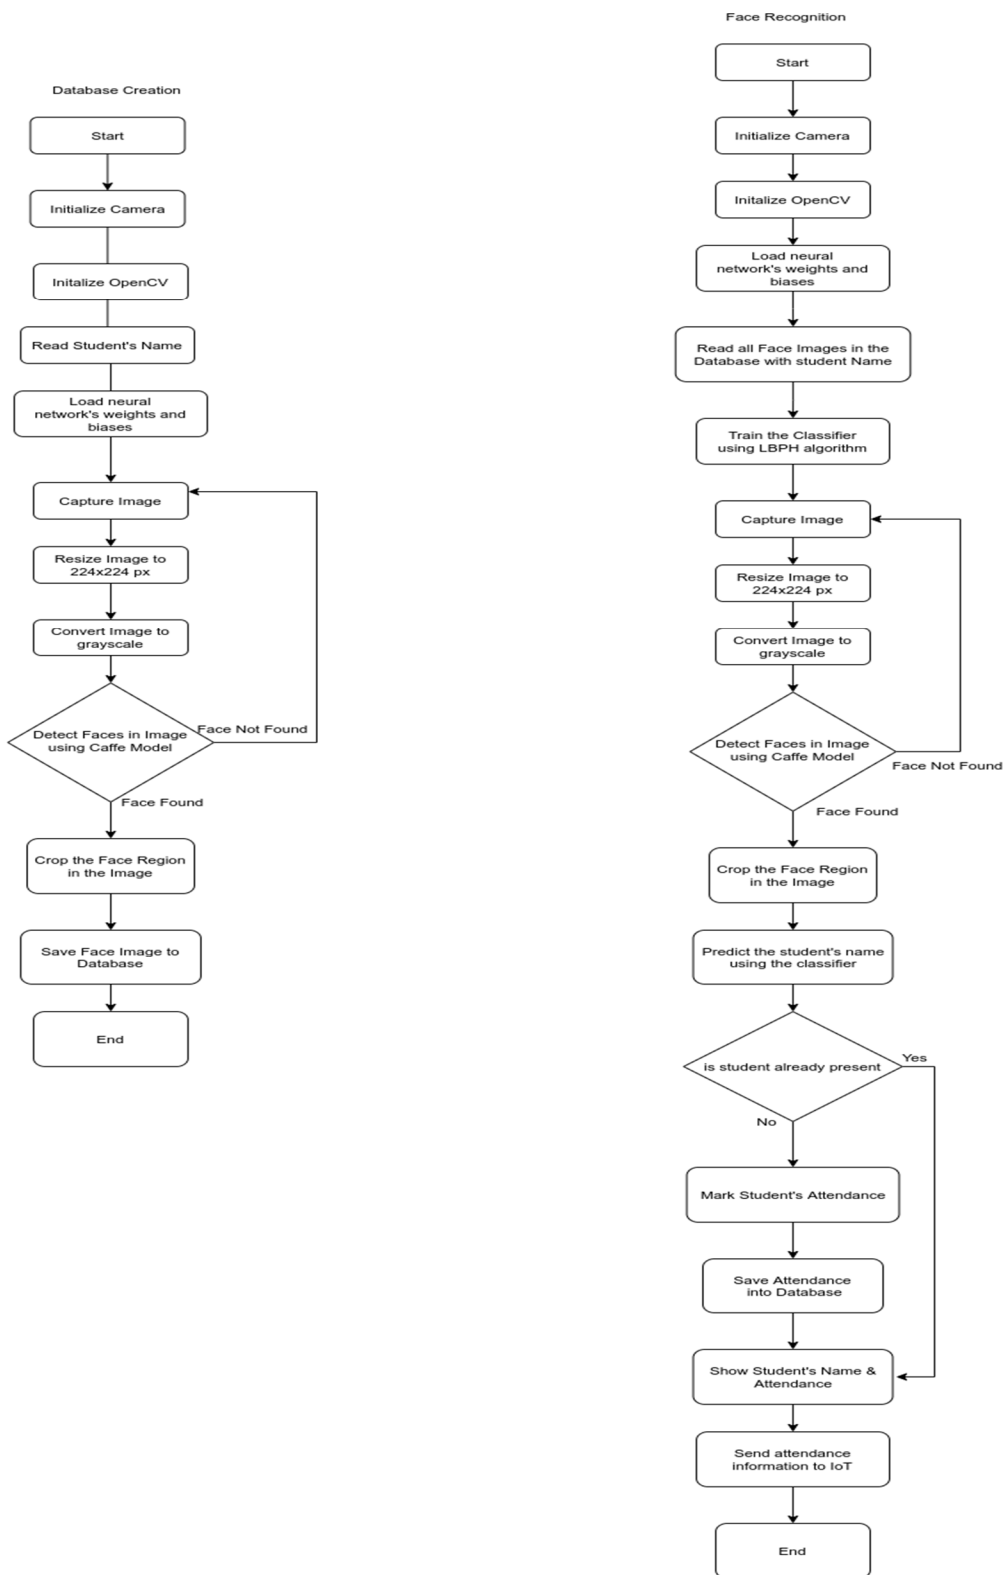 Database Creation
Start
Initialize Camera
Initalize OpenCV
Read Student's Name
Load neural
network's weights and
biases
Capture Image
Resize Image to
224x224 px
Convert Image to
grayscale
Detect Faces in Image
using Caffe Model
Face Not Found
Face Found
Crop the Face Region
in the Image
Save Face Image to
Database
End
Face Recognition
Start
Initialize Camera
Initalize OpenCV
Load neural
network's weights and
biases
Read all Face Images in the
Database with student Name
Train the Classifier
using LBPH algorithm
Capture Image
Resize Image to
224x224 px
Convert Image to
grayscale
Detect Faces in Image
using Caffe Model
Face Not Found
Face Found
Crop the Face Region
in the Image
Predict the student's name
using the classifier
is student already present
Yes
No
Mark Student's Attendance
Save Attendance
into Database
Show Student's Name &
Attendance
Send attendance
information to IoT
End